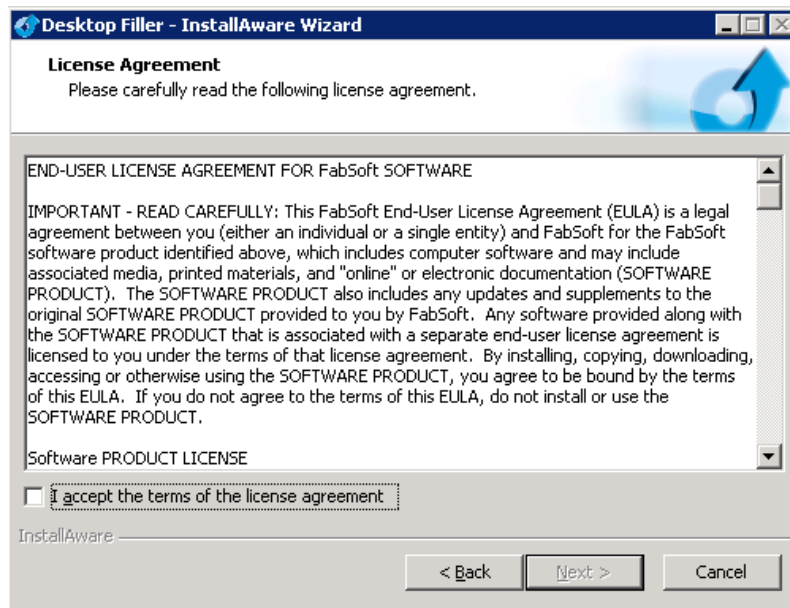 Desktop Filler - InstallAware Wizard
License Agreement
Please carefully read the following license agreement.
END-USER LICENSE AGREEMENT FOR FabSoft SOFTWARE
IMPORTANT - READ CAREFULLY: This FabSoft End-User License Agreement (EULA) is a legal
agreement between you (either an individual or a single entity) and FabSoft for the FabSoft
software product identified above, which includes computer software and may include
associated media, printed materials, and "online" or electronic documentation (SOFTWARE
PRODUCT).  The SOFTWARE PRODUCT also includes any updates and supplements to the
original SOFTWARE PRODUCT provided to you by FabSoft.  Any software provided along with
the SOFTWARE PRODUCT that is associated with a separate end-user license agreement is
licensed to you under the terms of that license agreement.  By installing, copying, downloading,
accessing or otherwise using the SOFTWARE PRODUCT, you agree to be bound by the terms
of this EULA.  If you do not agree to the terms of this EULA, do not install or use the
SOFTWARE PRODUCT.
Software PRODUCT LICENSE
I accept the terms of the license agreement
InstallAware
< Back
Next >
Cancel